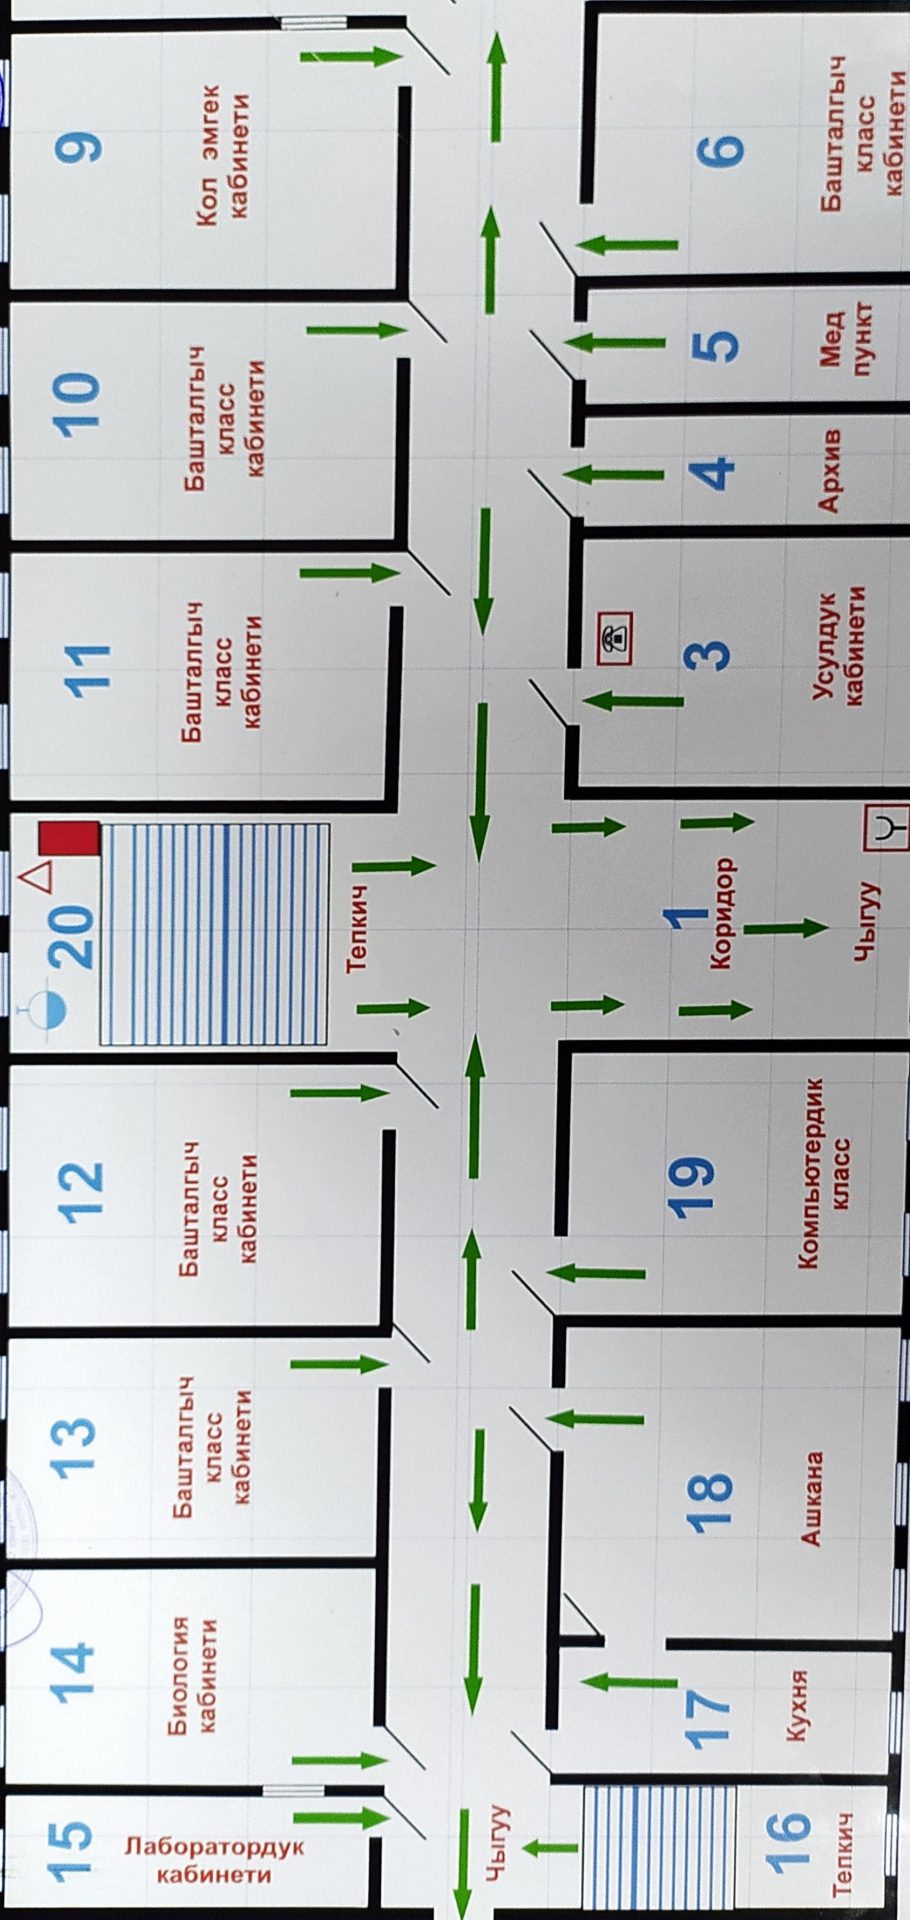 9
Кол эмгек
кабинети
10
Башталгыч
класс
кабинети
11
Башталгыч
класс
кабинети
20
Тепкич
12
Башталгыч
класс
кабинети
13
Башталгыч
класс
кабинети
14
Биология
кабинети
15
Лаборатордук
кабинети
6
Башталгыч
класс
кабинети
5
Мед
пункт
4
Архив
3
Усулдук
кабинети
1
Коридор
Чыгуу
19
Компьютердик
класс
18
Ашкана
17
Кухня
Чыгуу
16
Тепкич